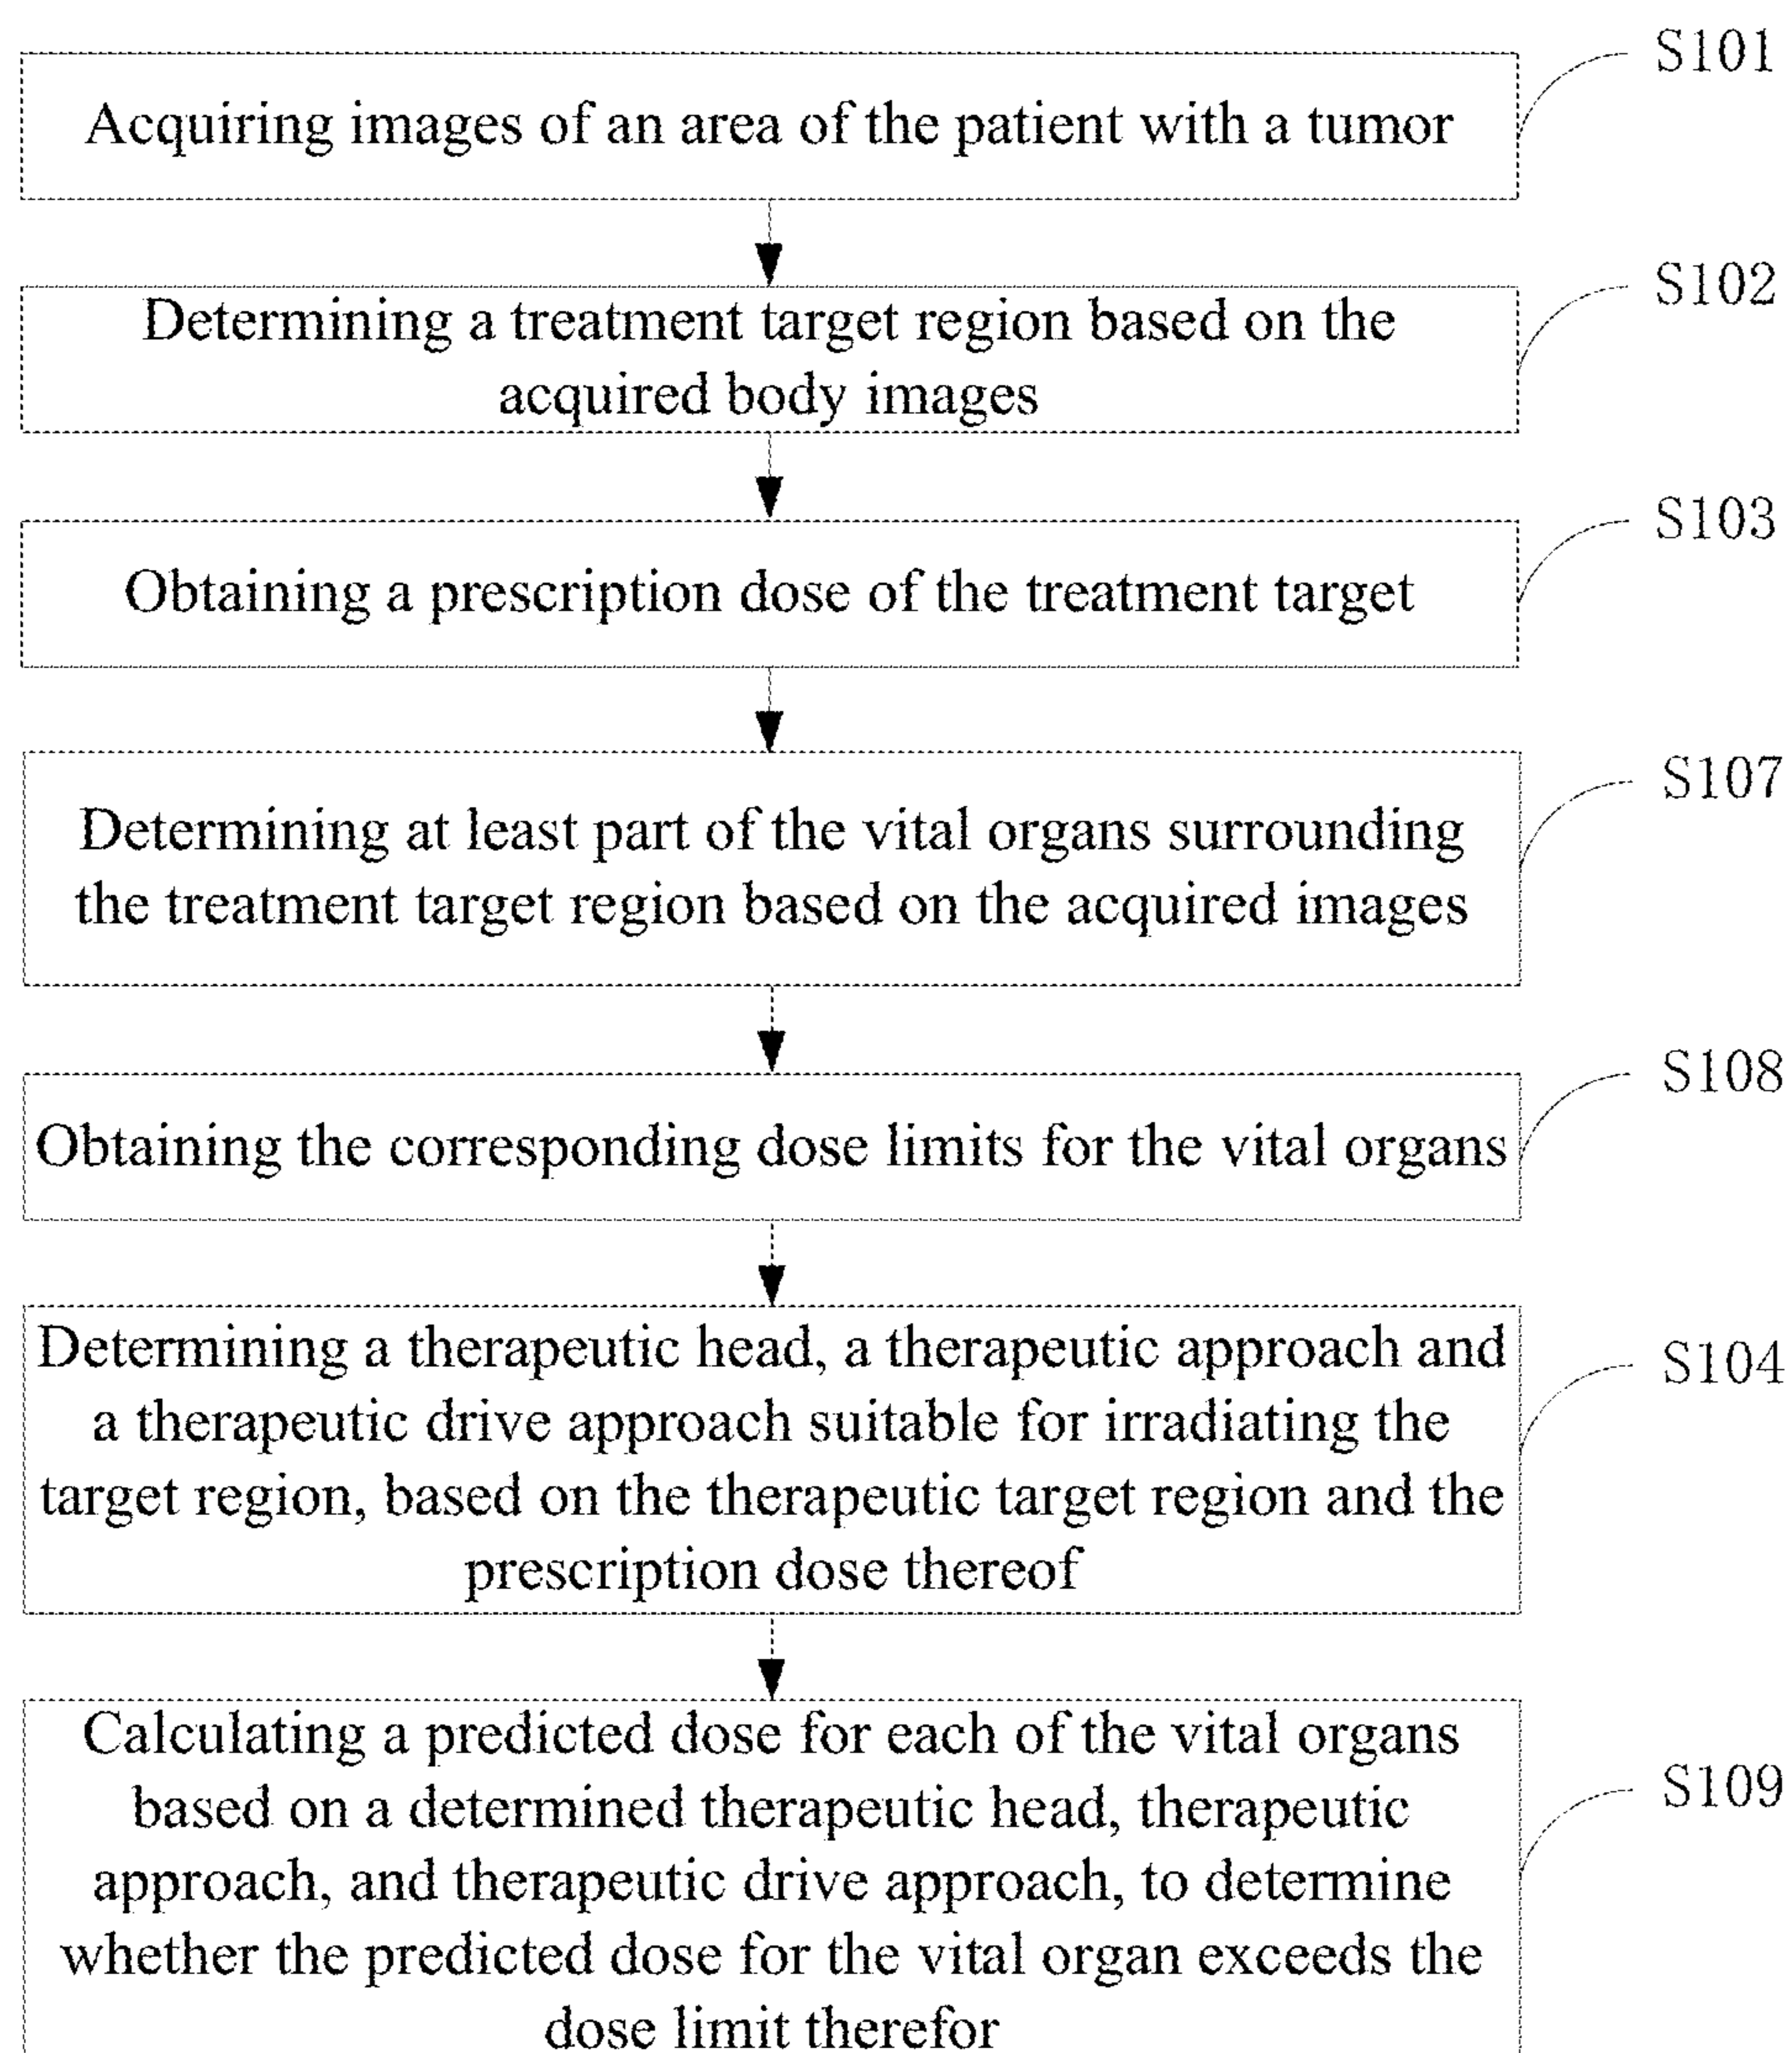 S101
Acquiring images of an area of the patient with a tumor
S102
Determining a treatment target region based on the
acquired body images
S103
Obtaining a prescription dose of the treatment target
S107
Determining at least part of the vital organs surrounding
the treatment target region based on the acquired images
S108
Obtaining the corresponding dose limits for the vital organs
S104
Determining a therapeutic head, a therapeutic approach and
a therapeutic drive approach suitable for irradiating the
target region, based on the therapeutic target region and the
prescription dose thereof
S109
Calculating a predicted dose for each of the vital organs
based on a determined therapeutic head, therapeutic
approach, and therapeutic drive approach, to determine
whether the predicted dose for the vital organ exceeds the
dose limit therefor